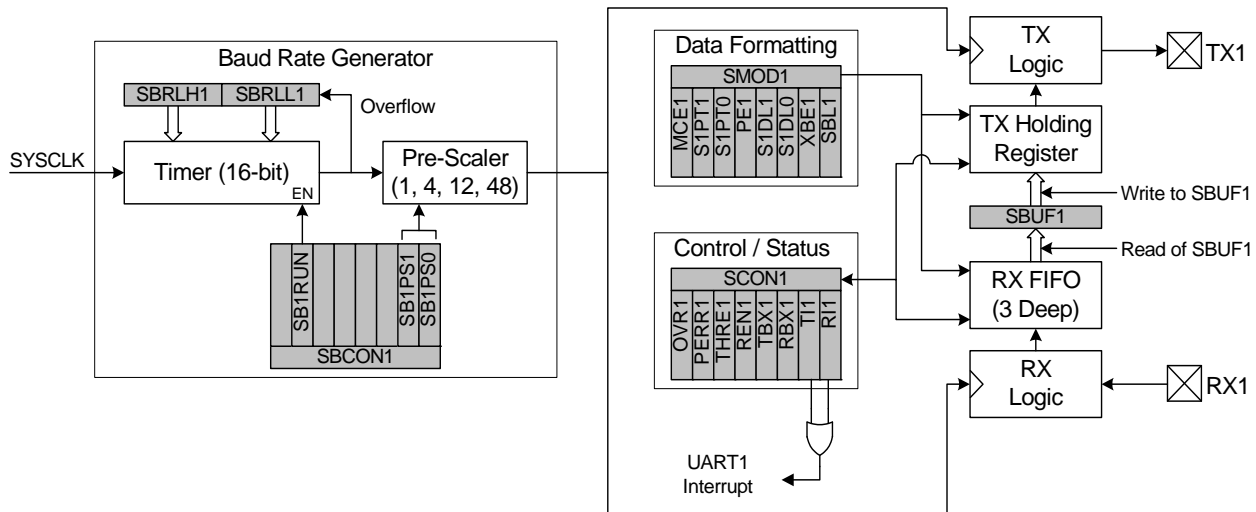 Baud Rate Generator
SBRLH1
SBRLL1
Overflow
SYSCLK
Timer (16-bit)
EN
Pre-Scaler
(1, 4, 12, 48)
SB1RUN
SB1PS1
SB1PS0
SBCON1
Data Formatting
SMOD1
MCE1
S1PT1
S1PT0
PE1
S1DL1
S1DL0
XBE1
SBL1
Control / Status
SCON1
OVR1
PERR1
THRE1
REN1
TBX1
RBX1
TI1
RI1
UART1
Interrupt
TX
Logic
TX1
TX Holding
Register
Write to SBUF1
SBUF1
Read of SBUF1
RX FIFO
(3 Deep)
RX
Logic
RX1